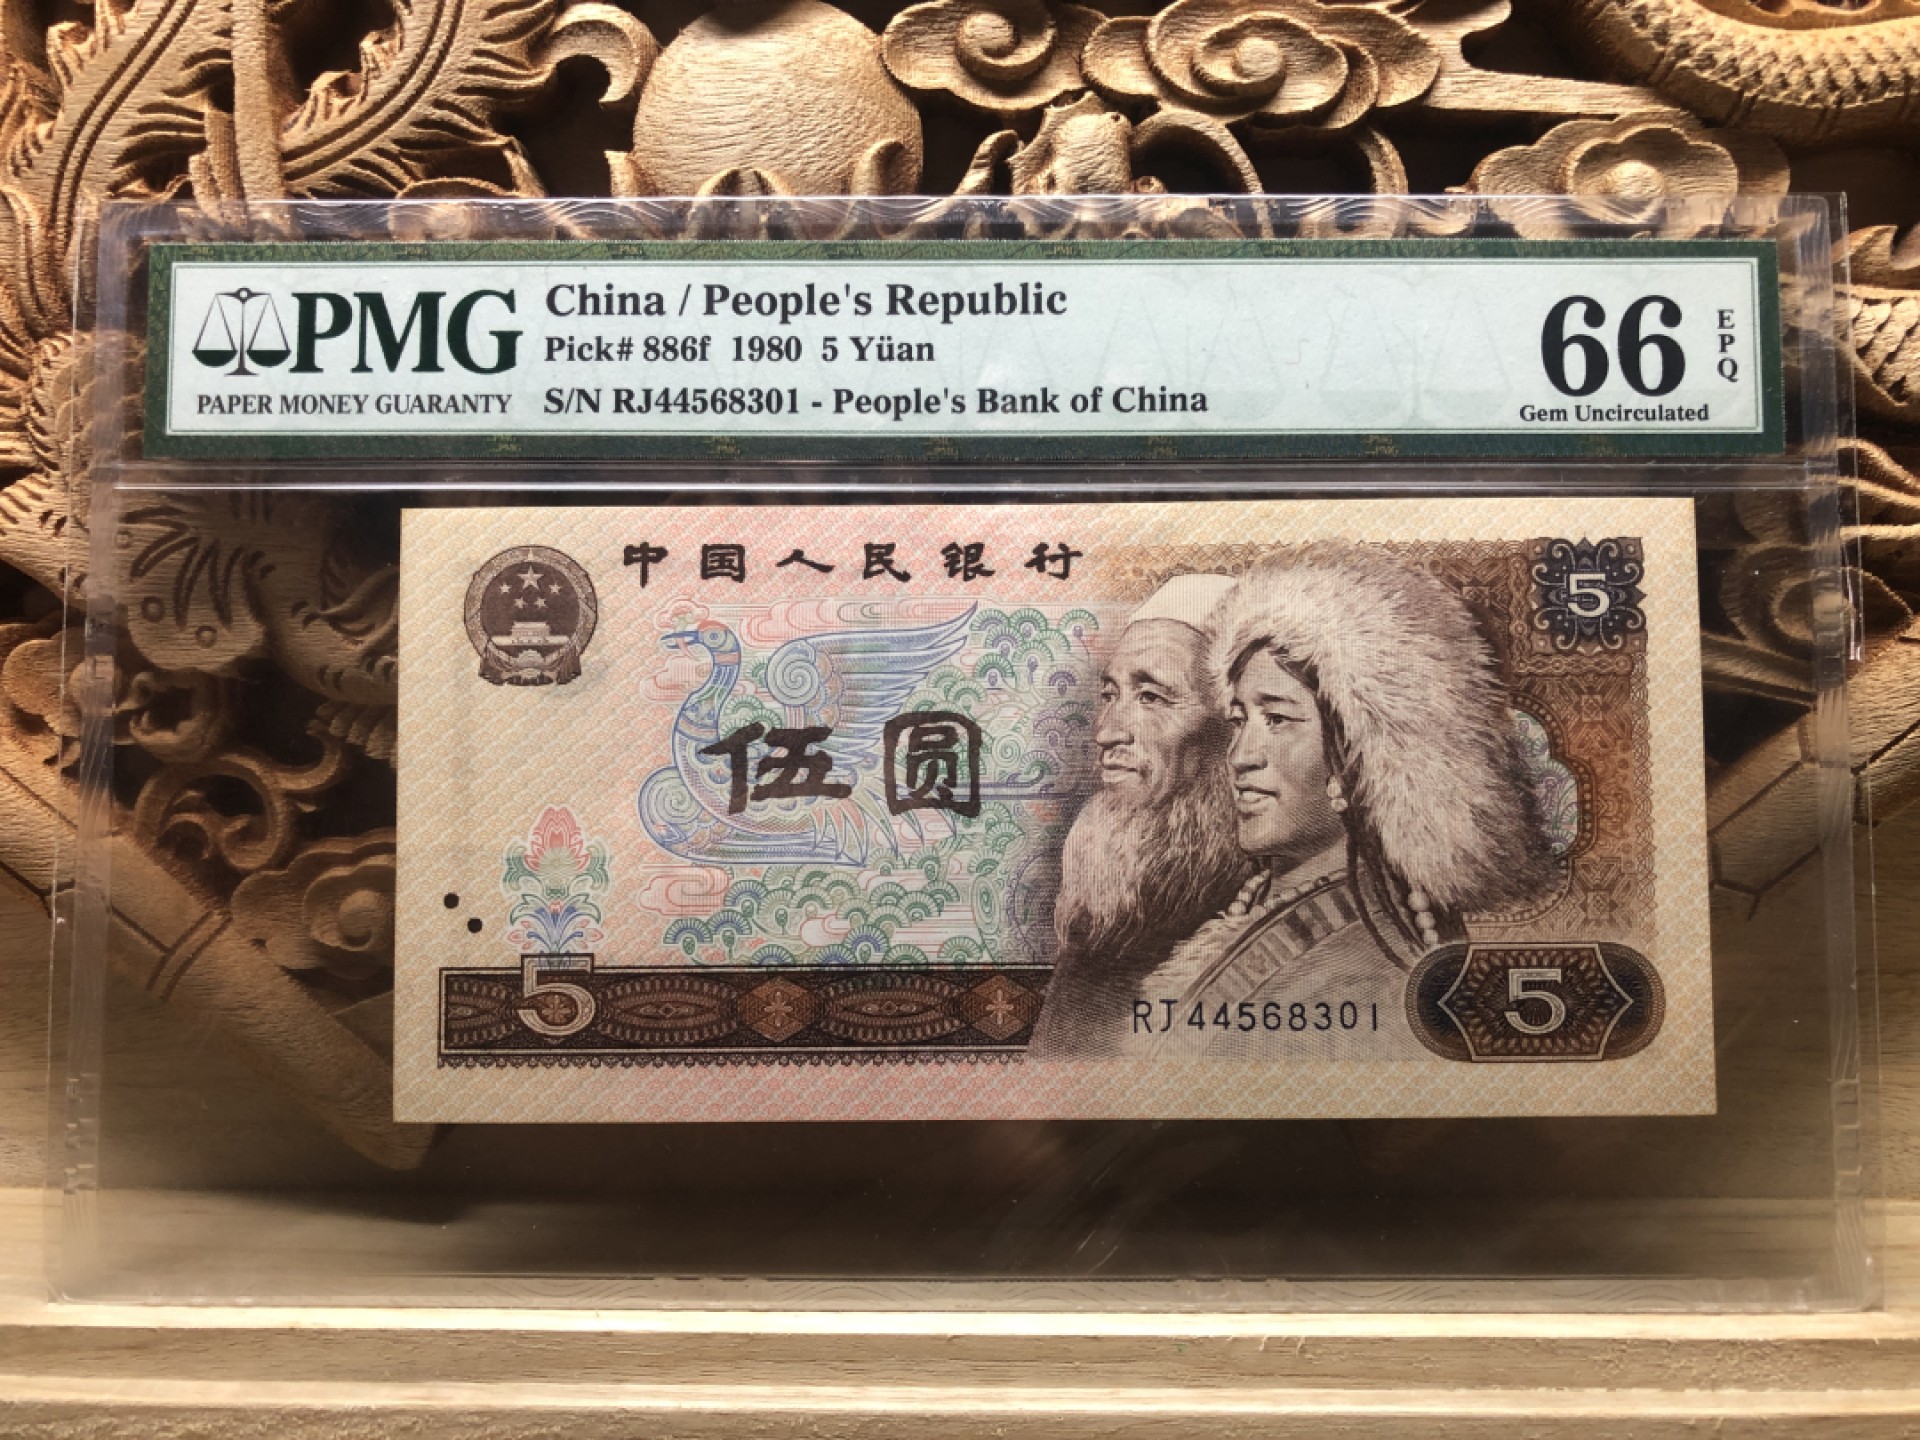 PMG
PAPER MONEY GUARANTY
China / People's Republic
Pick# 886f 1980 5 Yüan
S/N RJ44568301 - People's Bank of China
66
EPQ
Gem Uncirculated
中国人民银行
5
伍圆
5
RJ44568301
5